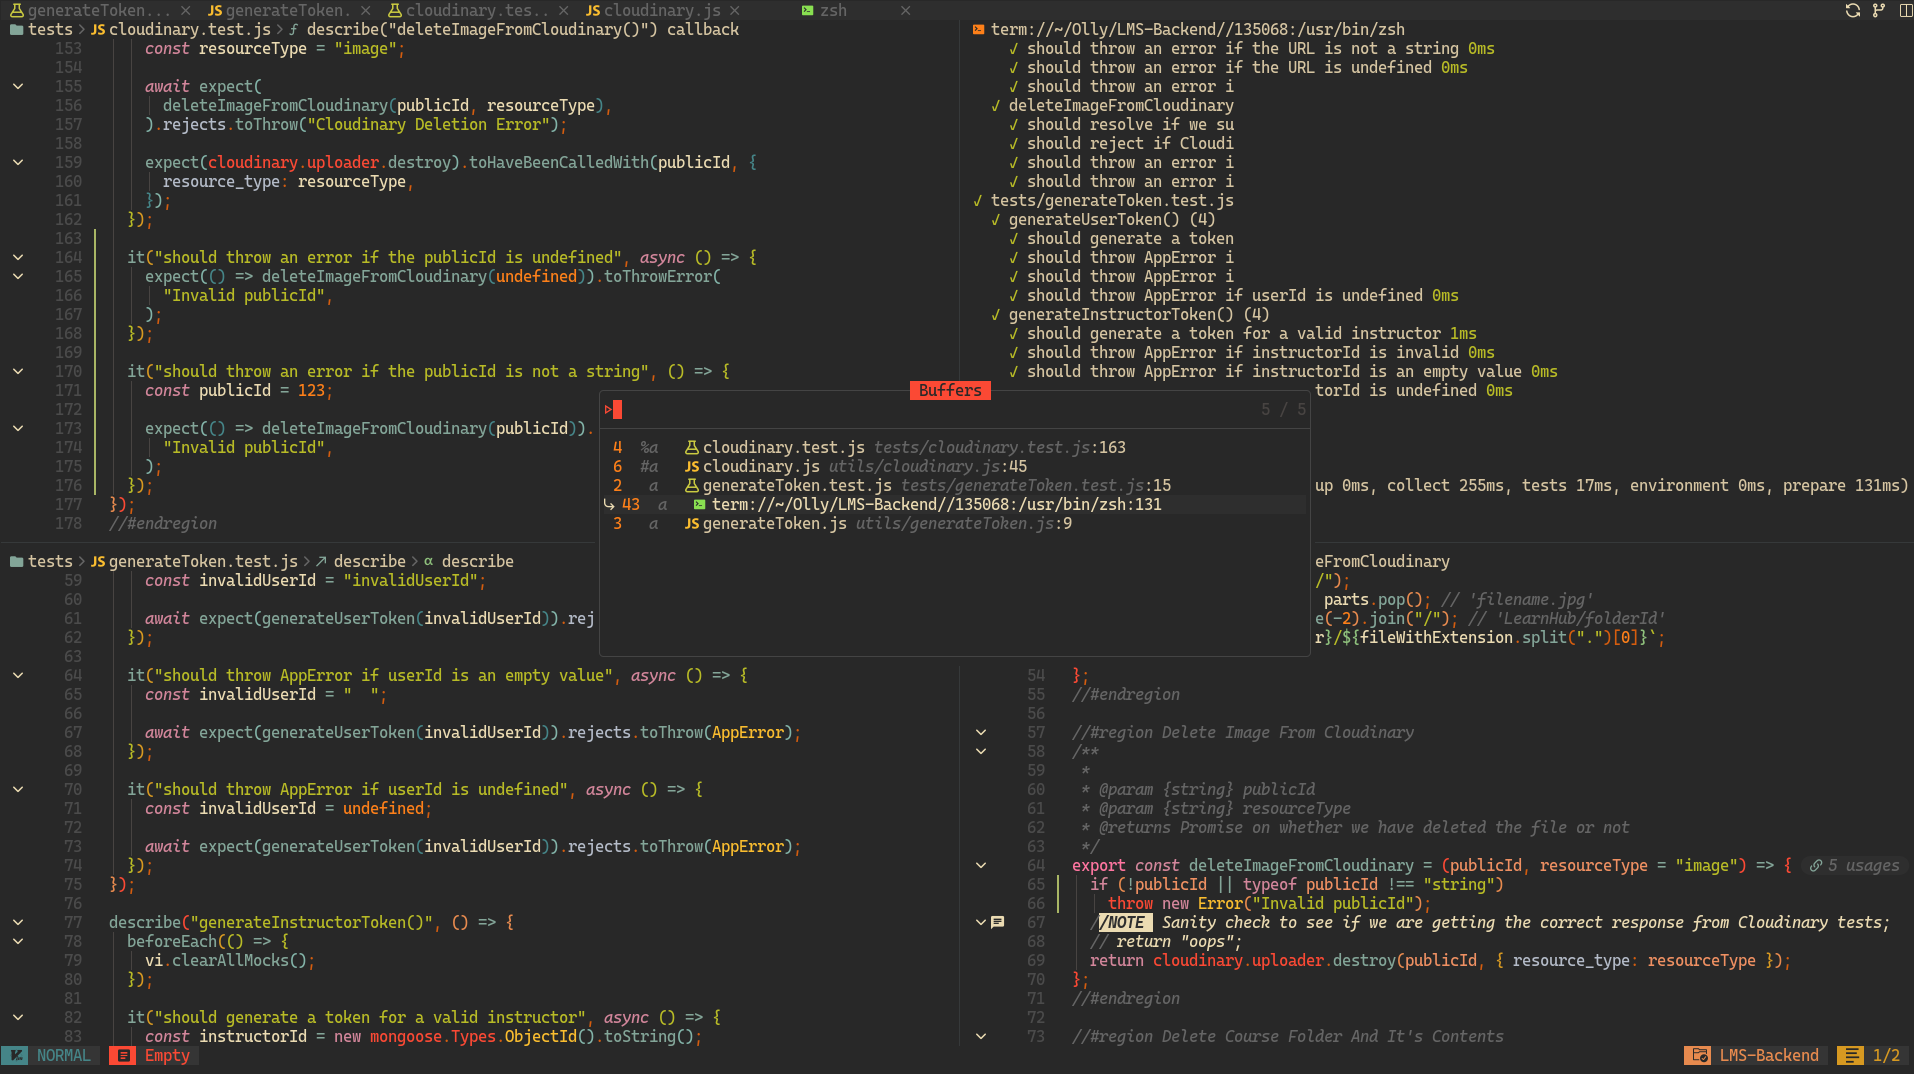 generateToken... × JS generateToken. × cloudinary.tes.. × JS cloudinary.js × zsh ×
tests > JS cloudinary.test.js > ƒ describe("deleteImageFromCloudinary()") callback
153 const resourceType = "image";
154
155 await expect(
156 deleteImageFromCloudinary(publicId, resourceType),
157 ).rejects.toThrow("Cloudinary Deletion Error");
158
159 expect(cloudinary.uploader.destroy).toHaveBeenCalledWith(publicId, {
160 resource_type: resourceType,
161 });
162 });
163
164 it("should throw an error if the publicId is undefined", async () => {
165 expect(() => deleteImageFromCloudinary(undefined)).toThrowError(
166 "Invalid publicId",
167 );
168 });
169
170 it("should throw an error if the publicId is not a string", () => {
171 const publicId = 123;
172
173 expect(() => deleteImageFromCloudinary(publicId)).
174 "Invalid publicId",
175 );
176 });
177 });
178 //#endregion
term://~/Olly/LMS-Backend//135068:/usr/bin/zsh
✓ should throw an error if the URL is not a string 0ms
✓ should throw an error if the URL is undefined 0ms
✓ should throw an error i
✓ deleteImageFromCloudinary
✓ should resolve if we su
✓ should reject if Cloudi
✓ should throw an error i
✓ should throw an error i
✓ tests/generateToken.test.js
✓ generateUserToken() (4)
✓ should generate a token
✓ should throw AppError i
✓ should throw AppError i
✓ should throw AppError if userId is undefined 0ms
✓ generateInstructorToken() (4)
✓ should generate a token for a valid instructor 1ms
✓ should throw AppError if instructorId is invalid 0ms
✓ should throw AppError if instructorId is an empty value 0ms
torId is undefined 0ms
up 0ms, collect 255ms, tests 17ms, environment 0ms, prepare 131ms)
Buffers
5 / 5
4 %a cloudinary.test.js tests/cloudinary.test.js:163
6 #a JS cloudinary.js utils/cloudinary.js:45
2 a generateToken.test.js tests/generateToken.test.js:15
43 a term://~/Olly/LMS-Backend//135068:/usr/bin/zsh:131
3 a JS generateToken.js utils/generateToken.js:9
tests > JS generateToken.test.js > describe > α describe
59 const invalidUserId = "invalidUserId";
60
61 await expect(generateUserToken(invalidUserId)).rej
62 });
63
64 it("should throw AppError if userId is an empty value", async () => {
65 const invalidUserId = "  ";
66
67 await expect(generateUserToken(invalidUserId)).rejects.toThrow(AppError);
68 });
69
70 it("should throw AppError if userId is undefined", async () => {
71 const invalidUserId = undefined;
72
73 await expect(generateUserToken(invalidUserId)).rejects.toThrow(AppError);
74 });
75 });
76
77 describe("generateInstructorToken()", () => {
78 beforeEach(() => {
79 vi.clearAllMocks();
80 });
81
82 it("should generate a token for a valid instructor", async () => {
83 const instructorId = new mongoose.Types.ObjectId().toString();
eFromCloudinary
/");
parts.pop(); // 'filename.jpg'
e(-2).join("/"); // 'LearnHub/folderId'
r}/${fileWithExtension.split(".")[0]}`;
54 };
55 //#endregion
56
57 //#region Delete Image From Cloudinary
58 /**
59 *
60 * @param {string} publicId
61 * @param {string} resourceType
62 * @returns Promise on whether we have deleted the file or not
63 */
64 export const deleteImageFromCloudinary = (publicId, resourceType = "image") => { 5 usages
65 if (!publicId || typeof publicId !== "string")
66 throw new Error("Invalid publicId");
67 //NOTE Sanity check to see if we are getting the correct response from Cloudinary tests;
68 // return "oops";
69 return cloudinary.uploader.destroy(publicId, { resource_type: resourceType });
70 };
71 //#endregion
72
73 //#region Delete Course Folder And It's Contents
NORMAL Empty LMS-Backend 1/2